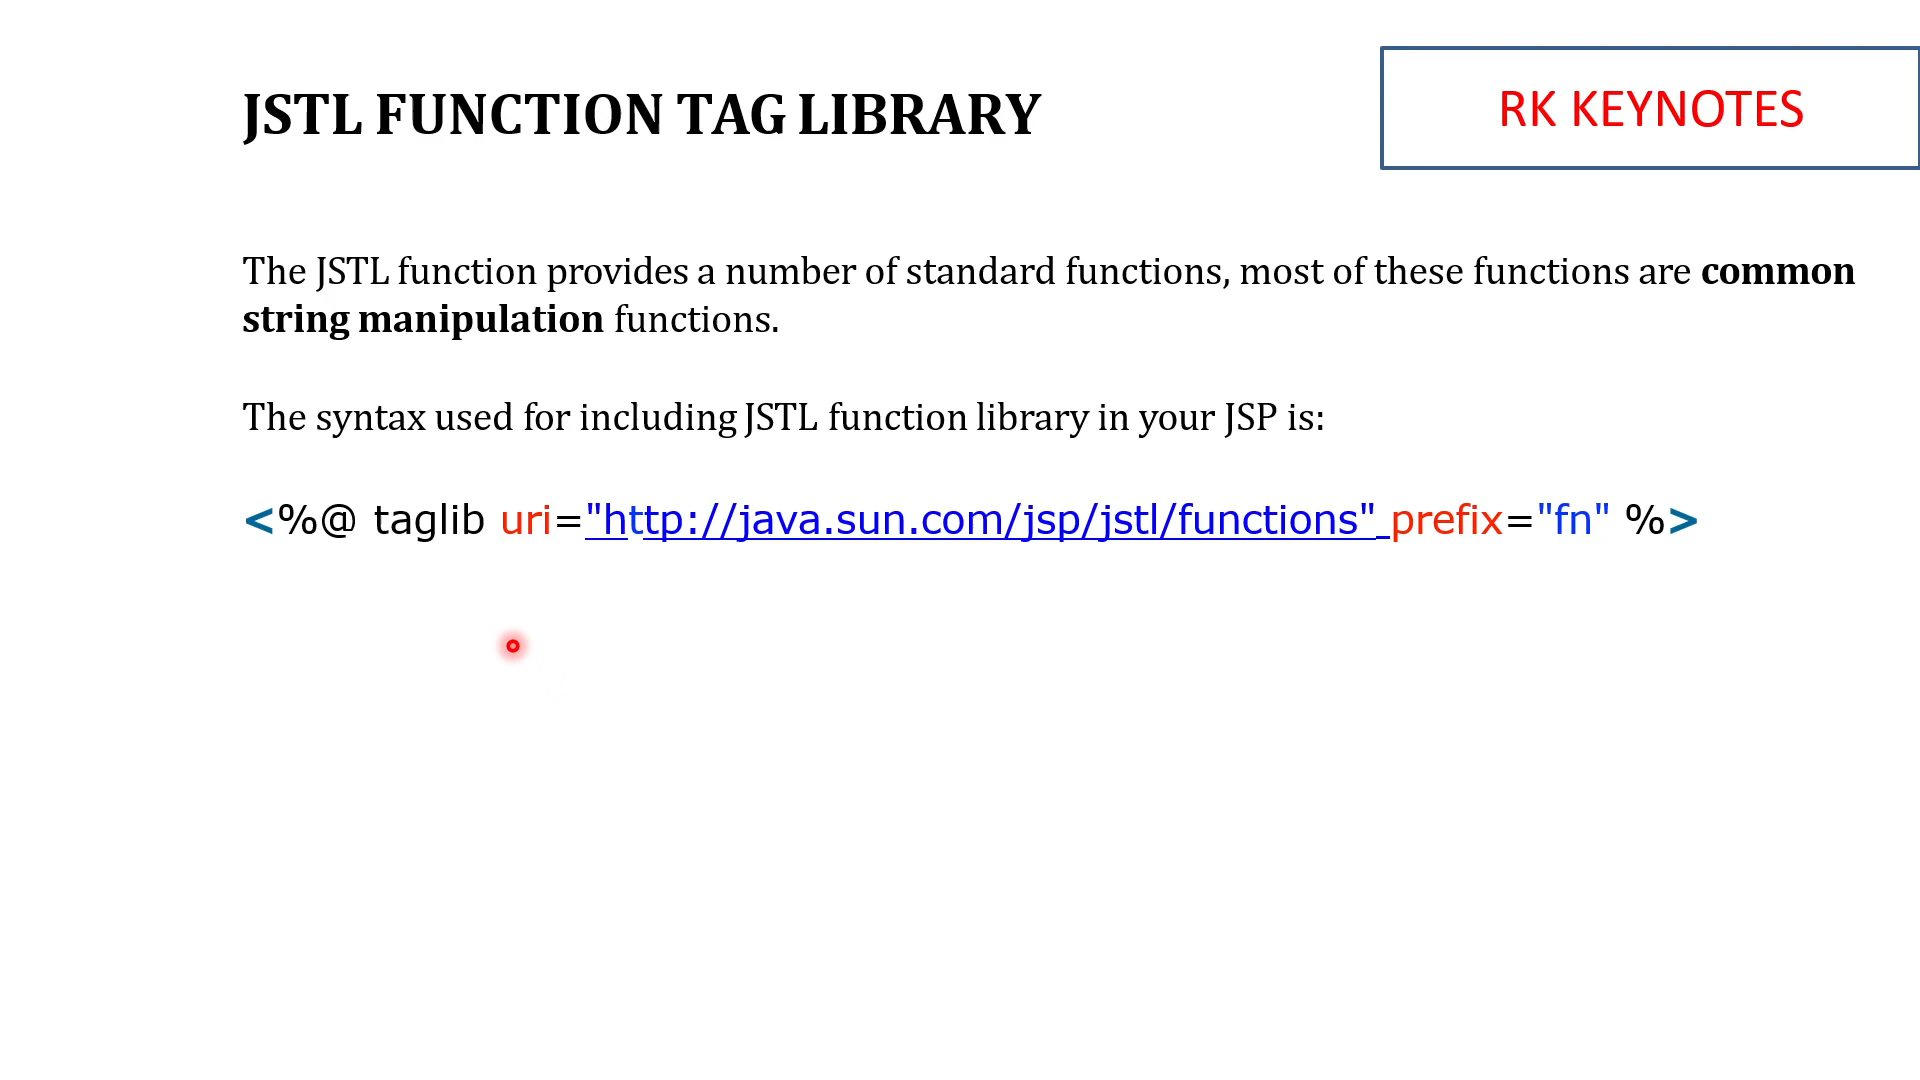 JSTL FUNCTION TAG LIBRARY
RK KEYNOTES
The JSTL function provides a number of standard functions, most of these functions are common
string manipulation functions.
The syntax used for including JSTL function library in your JSP is:
<%@ taglib uri="http://java.sun.com/jsp/jstl/functions" prefix="fn" %>